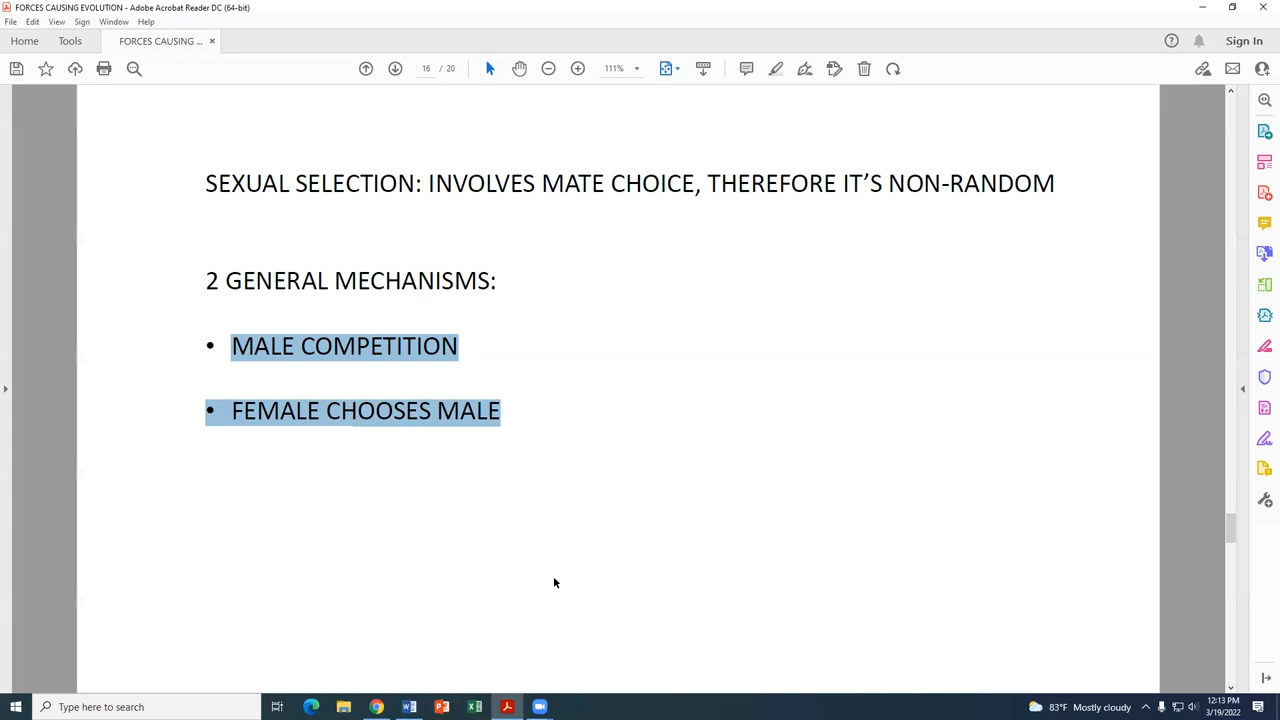 FORCES CAUSING EVOLUTION - Adobe Acrobat Reader DC (64-bit)
File Edit View Sign Window Help
Home Tools FORCES CAUSING ... × Sign In
16 / 20 111%
SEXUAL SELECTION: INVOLVES MATE CHOICE, THEREFORE IT’S NON-RANDOM
2 GENERAL MECHANISMS:
• MALE COMPETITION
• FEMALE CHOOSES MALE
Type here to search 83°F Mostly cloudy 12:13 PM
3/19/2022